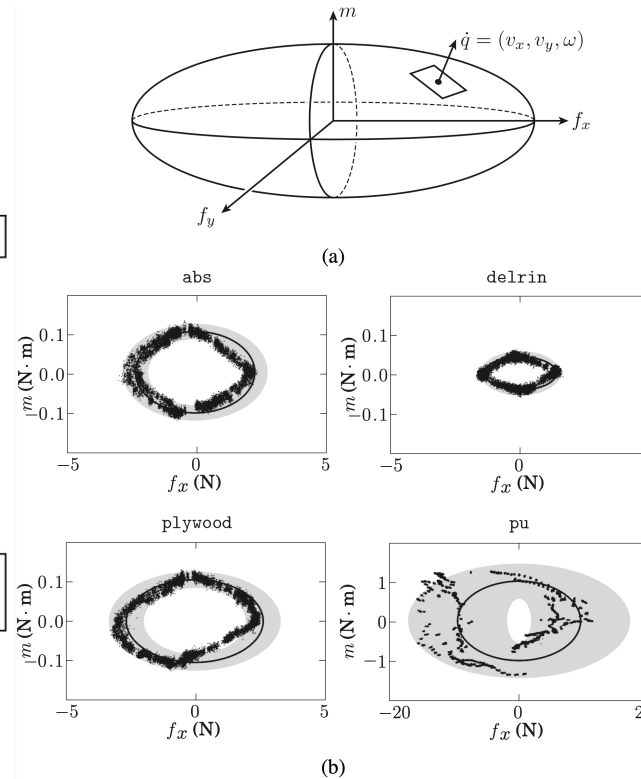 m
q̇ = (v_x, v_y, ω)
f_x
f_y
(a)
abs
delrin
0.1
0.0
−0.1
m (N·m)
−5
0
5
f_x (N)
0.1
0.0
−0.1
m (N·m)
−5
0
f_x (N)
plywood
pu
0.1
0.0
−0.1
m (N·m)
−5
0
5
f_x (N)
1
0
−1
m (N·m)
−20
0
2
f_x (N)
(b)